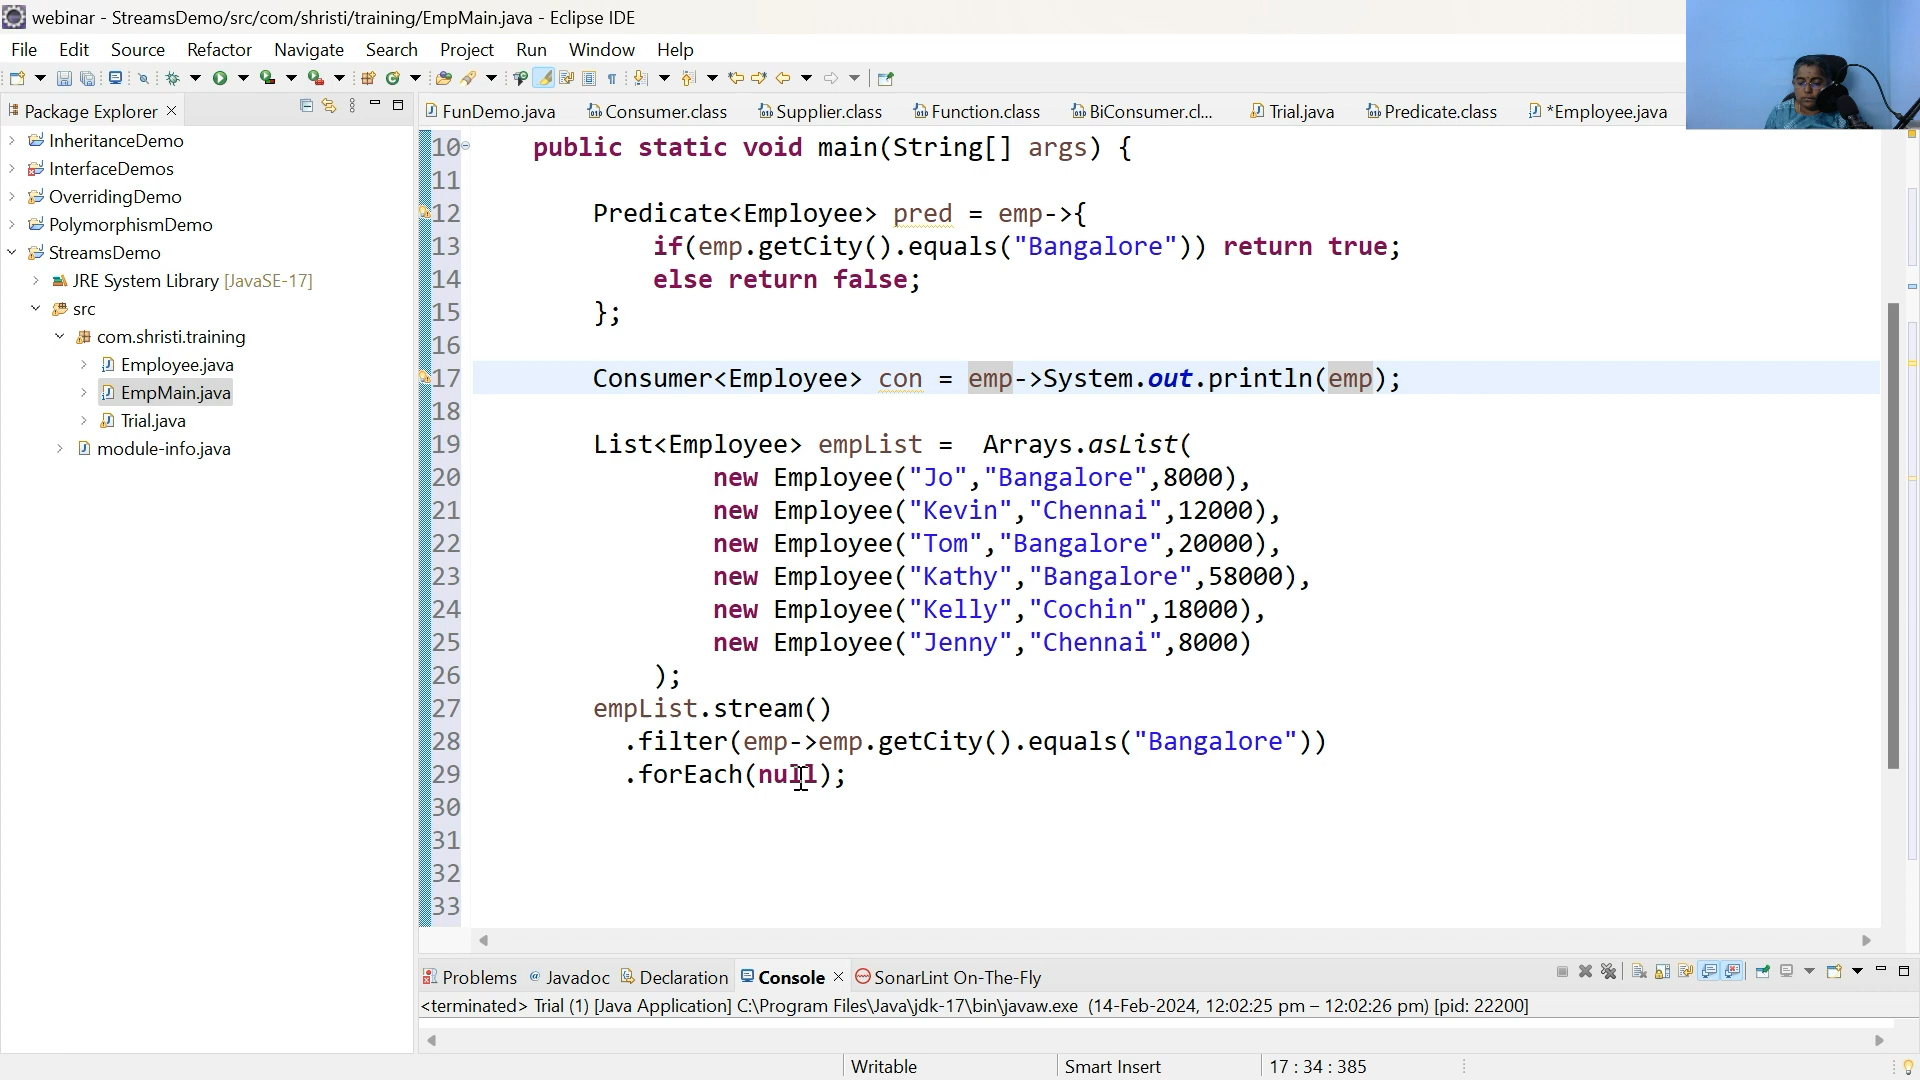 webinar - StreamsDemo/src/com/shristi/training/EmpMain.java - Eclipse IDE
File Edit Source Refactor Navigate Search Project Run Window Help
Package Explorer
FunDemo.java Consumer.class Supplier.class Function.class BiConsumer.cl... Trial.java Predicate.class *Employee.java
InheritanceDemo
InterfaceDemos
OverridingDemo
PolymorphismDemo
StreamsDemo
JRE System Library [JavaSE-17]
src
com.shristi.training
Employee.java
EmpMain.java
Trial.java
module-info.java
10 public static void main(String[] args) {
11
12 Predicate<Employee> pred = emp->{
13 if(emp.getCity().equals("Bangalore")) return true;
14 else return false;
15 };
16
17 Consumer<Employee> con = emp->System.out.println(emp);
18
19 List<Employee> empList = Arrays.asList(
20 new Employee("Jo","Bangalore",8000),
21 new Employee("Kevin","Chennai",12000),
22 new Employee("Tom","Bangalore",20000),
23 new Employee("Kathy","Bangalore",58000),
24 new Employee("Kelly","Cochin",18000),
25 new Employee("Jenny","Chennai",8000)
26 );
27 empList.stream()
28 .filter(emp->emp.getCity().equals("Bangalore"))
29 .forEach(null);
30
31
32
33
Problems Javadoc Declaration Console SonarLint On-The-Fly
<terminated> Trial (1) [Java Application] C:\Program Files\Java\jdk-17\bin\javaw.exe (14-Feb-2024, 12:02:25 pm – 12:02:26 pm) [pid: 22200]
Writable Smart Insert 17 : 34 : 385